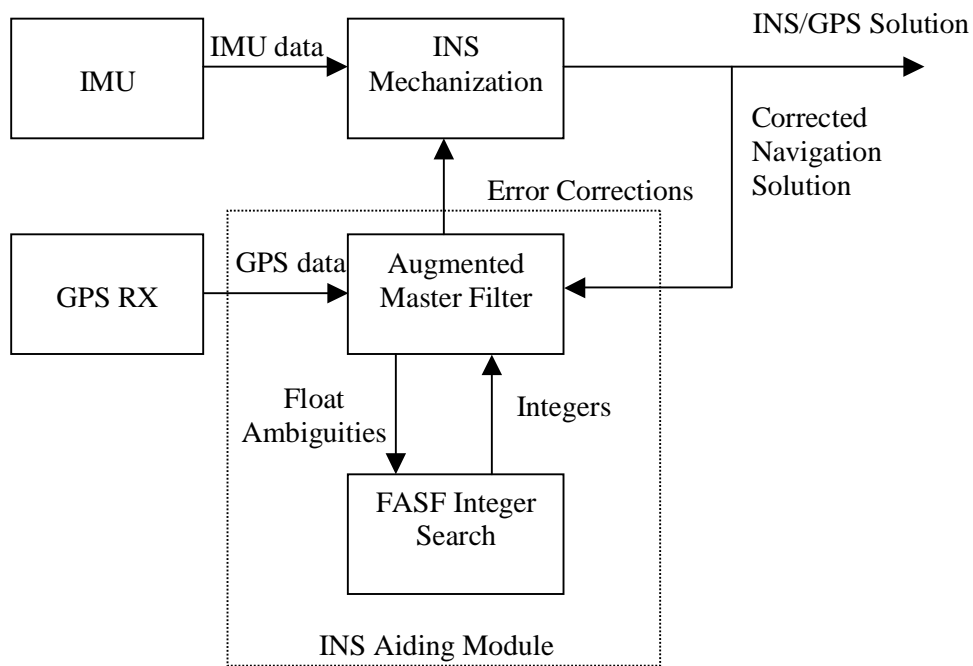 INS/GPS Solution
IMU data
IMU
INS
Mechanization
Corrected
Navigation
Solution
Error Corrections
GPS data
GPS RX
Augmented
Master Filter
Float
Ambiguities
Integers
FASF Integer
Search
INS Aiding Module